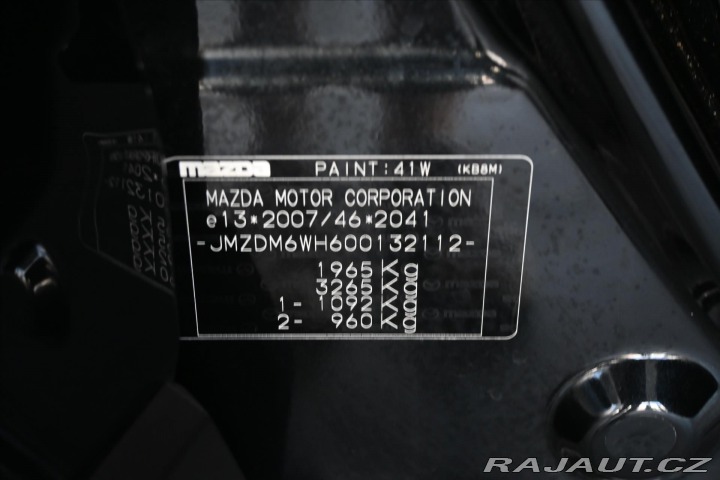 mazda PAINT:41W (KB8M)
MAZDA MOTOR CORPORATION
e13*2007/46*2041
-JMZDM6WH600132112-
1965
3265
1- 1092
2- 960
RAJAUT.CZ